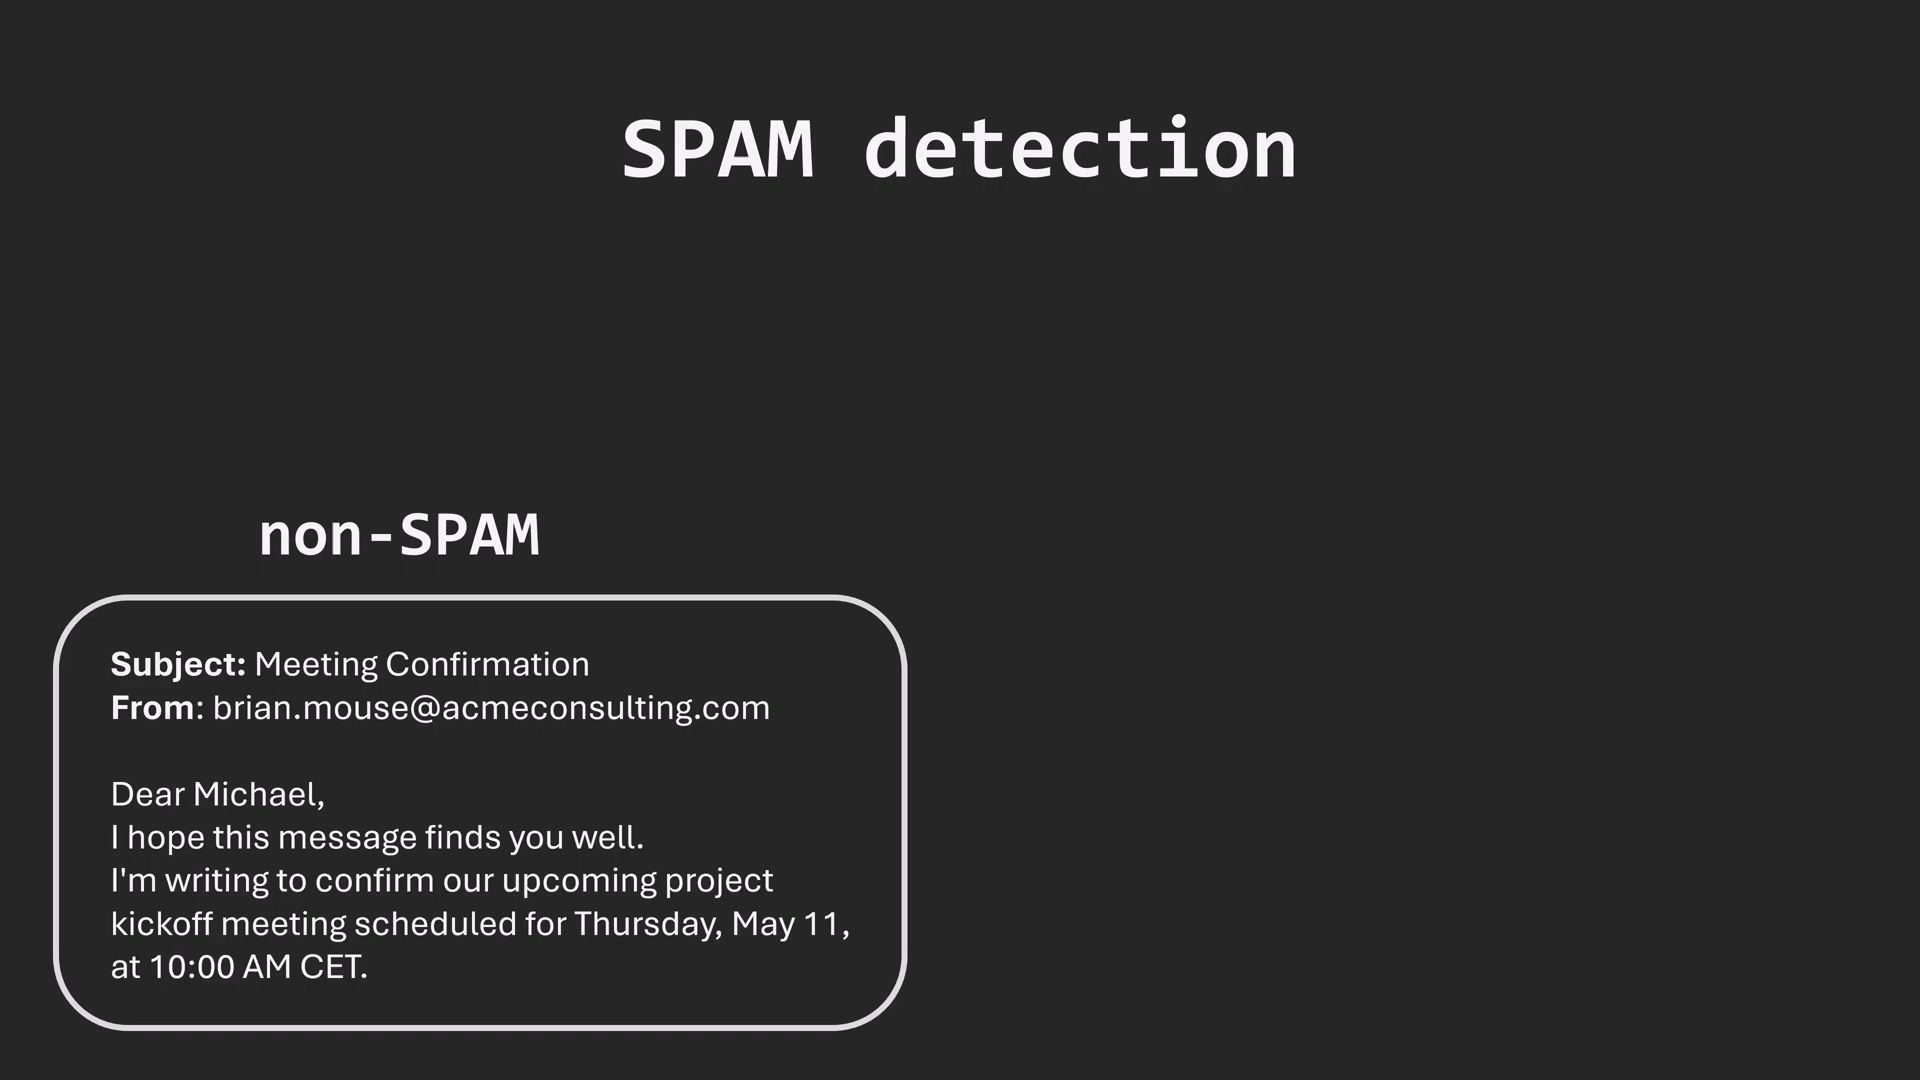 SPAM detection
non-SPAM
Subject: Meeting Confirmation
From: brian.mouse@acmeconsulting.com
Dear Michael,
I hope this message finds you well.
I'm writing to confirm our upcoming project
kickoff meeting scheduled for Thursday, May 11,
at 10:00 AM CET.